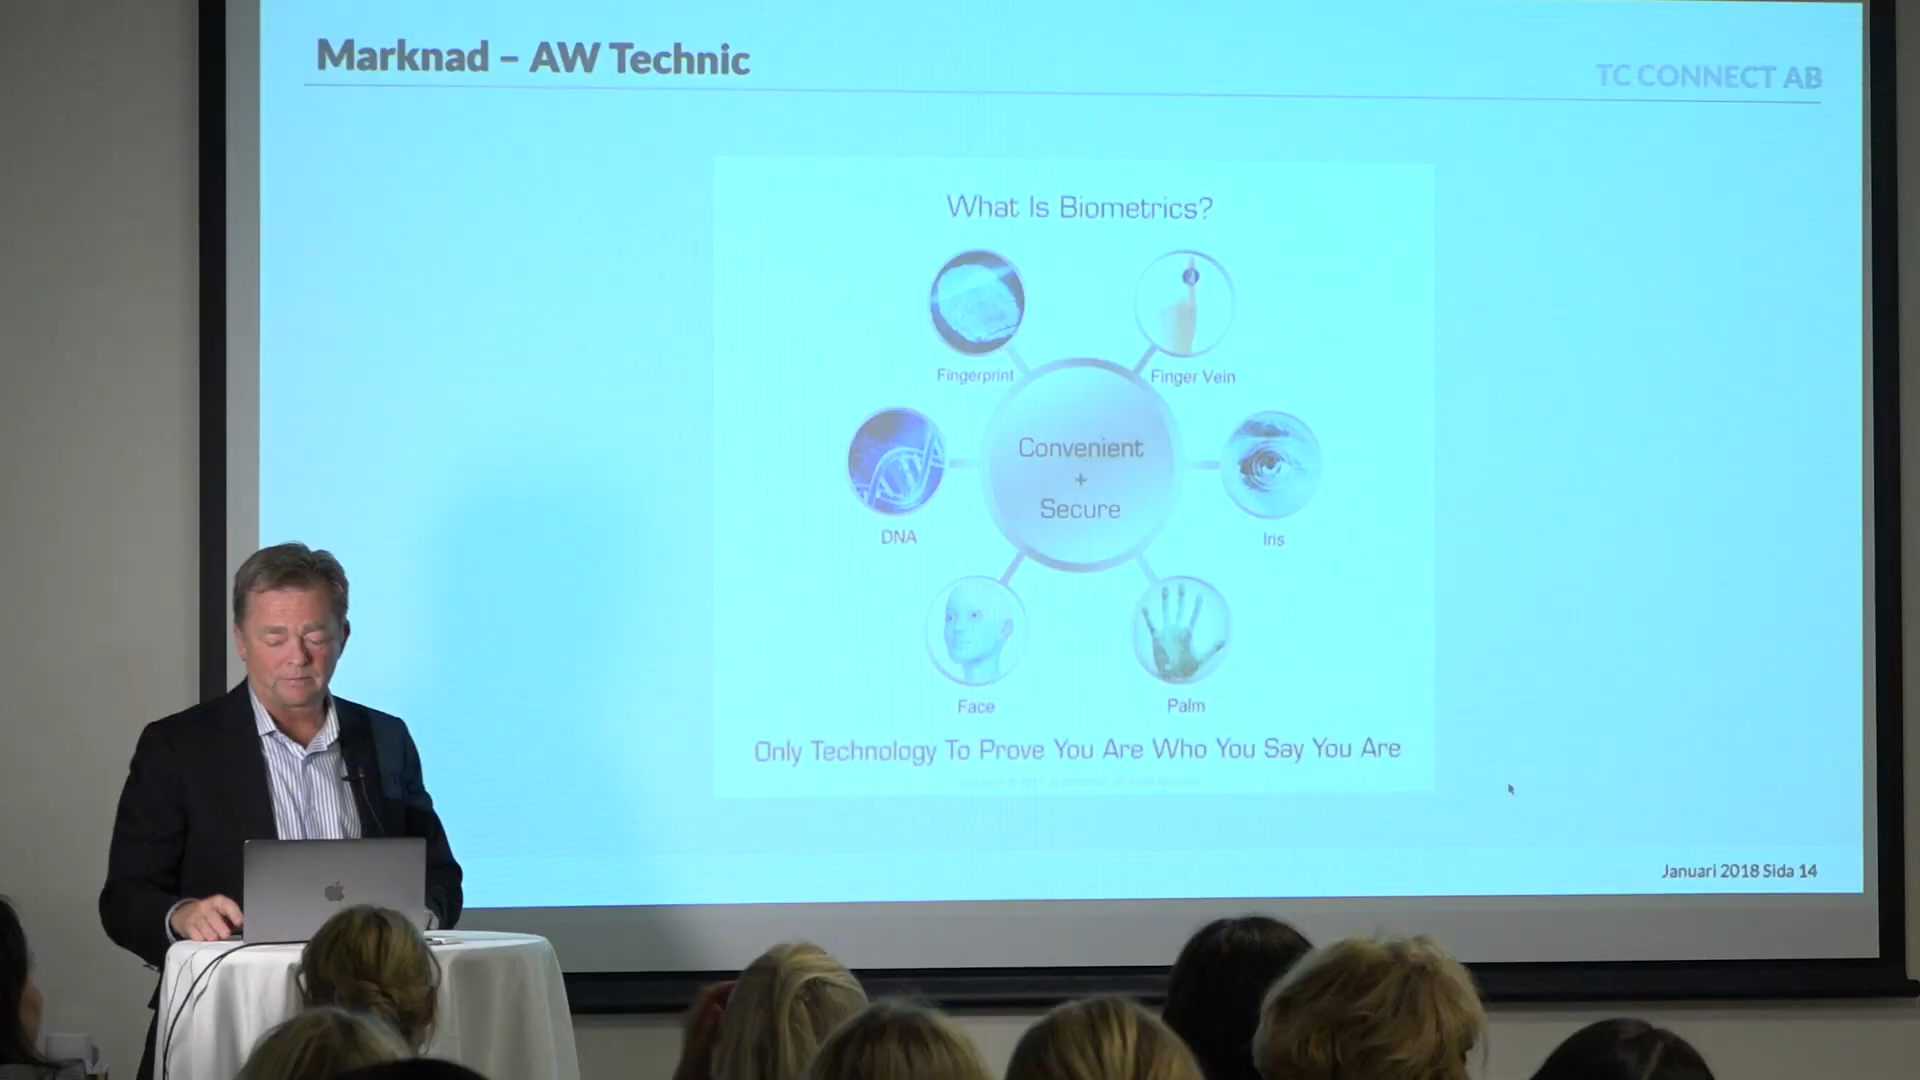 Marknad – AW Technic
TC CONNECT AB
What Is Biometrics?
Fingerprint
Finger Vein
Convenient
+
Secure
DNA
Iris
Face
Palm
Only Technology To Prove You Are Who You Say You Are
Januari 2018 Sida 14